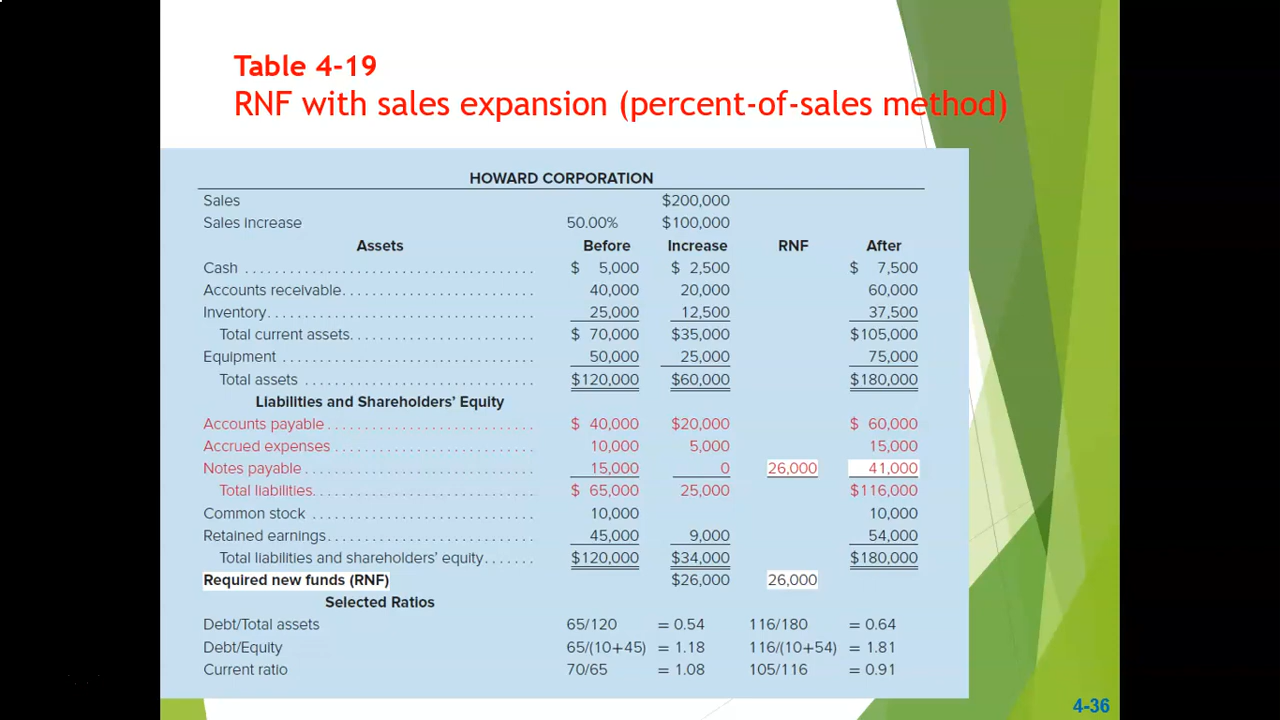 Table 4-19
RNF with sales expansion (percent-of-sales method)
HOWARD CORPORATION
Sales $200,000
Sales increase 50.00% $100,000
Assets Before Increase RNF After
Cash $ 5,000 $ 2,500 $ 7,500
Accounts receivable 40,000 20,000 60,000
Inventory 25,000 12,500 37,500
Total current assets $ 70,000 $35,000 $105,000
Equipment 50,000 25,000 75,000
Total assets $120,000 $60,000 $180,000
Liabilities and Shareholders' Equity
Accounts payable $ 40,000 $20,000 $ 60,000
Accrued expenses 10,000 5,000 15,000
Notes payable 15,000 0 26,000 41,000
Total liabilities $ 65,000 25,000 $116,000
Common stock 10,000 10,000
Retained earnings 45,000 9,000 54,000
Total liabilities and shareholders' equity $120,000 $34,000 $180,000
Required new funds (RNF) $26,000 26,000
Selected Ratios
Debt/Total assets 65/120 = 0.54 116/180 = 0.64
Debt/Equity 65/(10+45) = 1.18 116/(10+54) = 1.81
Current ratio 70/65 = 1.08 105/116 = 0.91
4-36